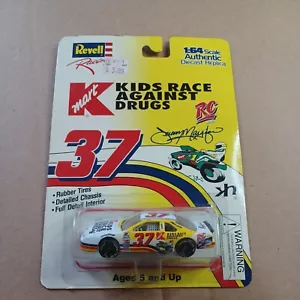 Revell
Racing
1:64 Scale
Authentic
Diecast Replica
K
mart
KIDS RACE
AGAINST
DRUGS
RC
37
• Rubber Tires
• Detailed Chassis
• Full Detail Interior
WARNING
37 K
Ages 5 and Up